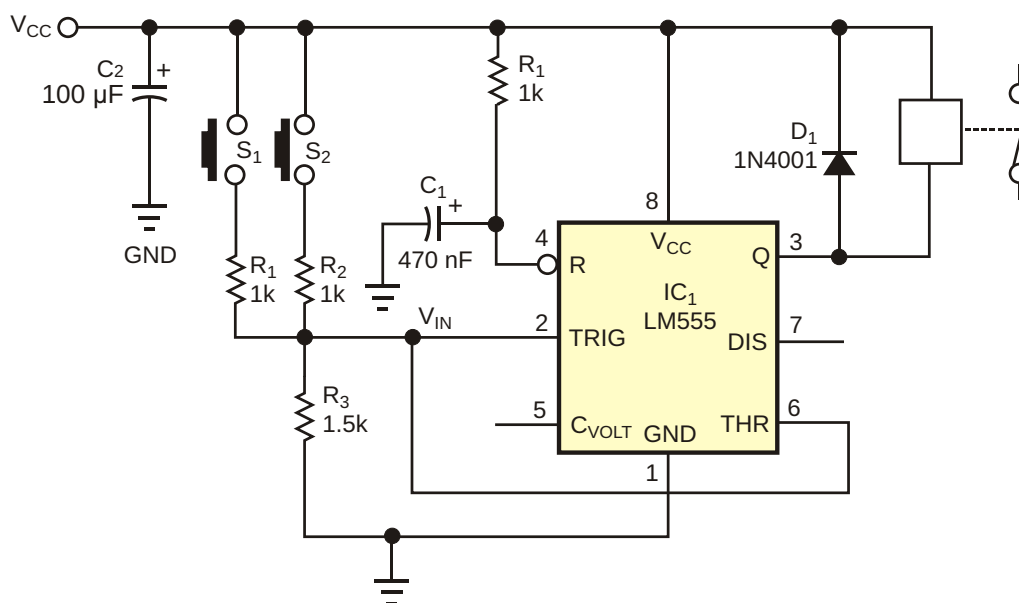 VCC
C2
+
100 µF
GND
S1
S2
R1
1k
C1
+
470 nF
D1
1N4001
R1
1k
R2
1k
VIN
R3
1.5k
8
4
3
2
7
5
6
1
VCC
R
Q
IC1
LM555
TRIG
DIS
CVOLT
GND
THR